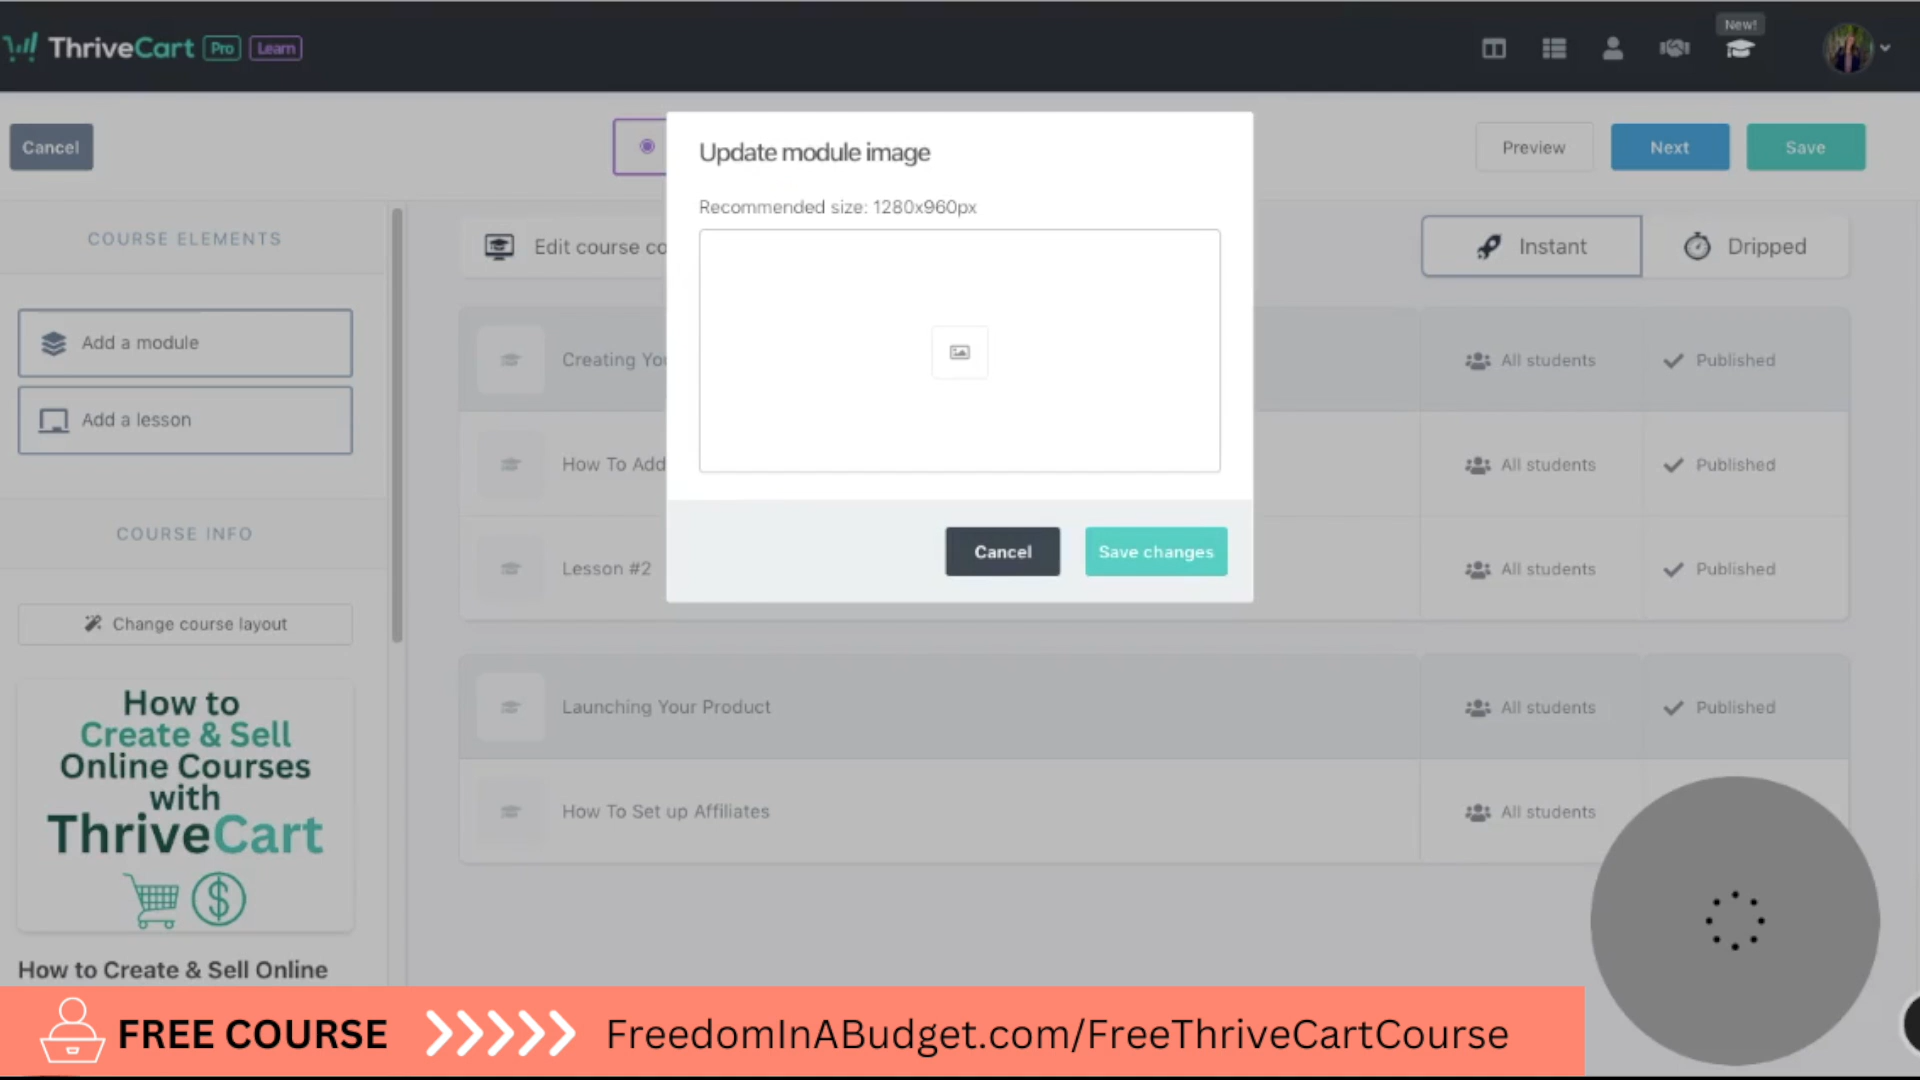 ThriveCart Pro Learn
New!
Cancel
Preview
Next
Save
Update module image
Recommended size: 1280x960px
Cancel
Save changes
COURSE ELEMENTS
Add a module
Add a lesson
COURSE INFO
Change course layout
How to
Create & Sell
Online Courses
with
ThriveCart
$
How to Create & Sell Online
Edit course co
Instant
Dripped
Creating You
All students
Published
How To Add
All students
Published
Lesson #2
All students
Published
Launching Your Product
All students
Published
How To Set up Affiliates
All students
FREE COURSE
FreedomInABudget.com/FreeThriveCartCourse